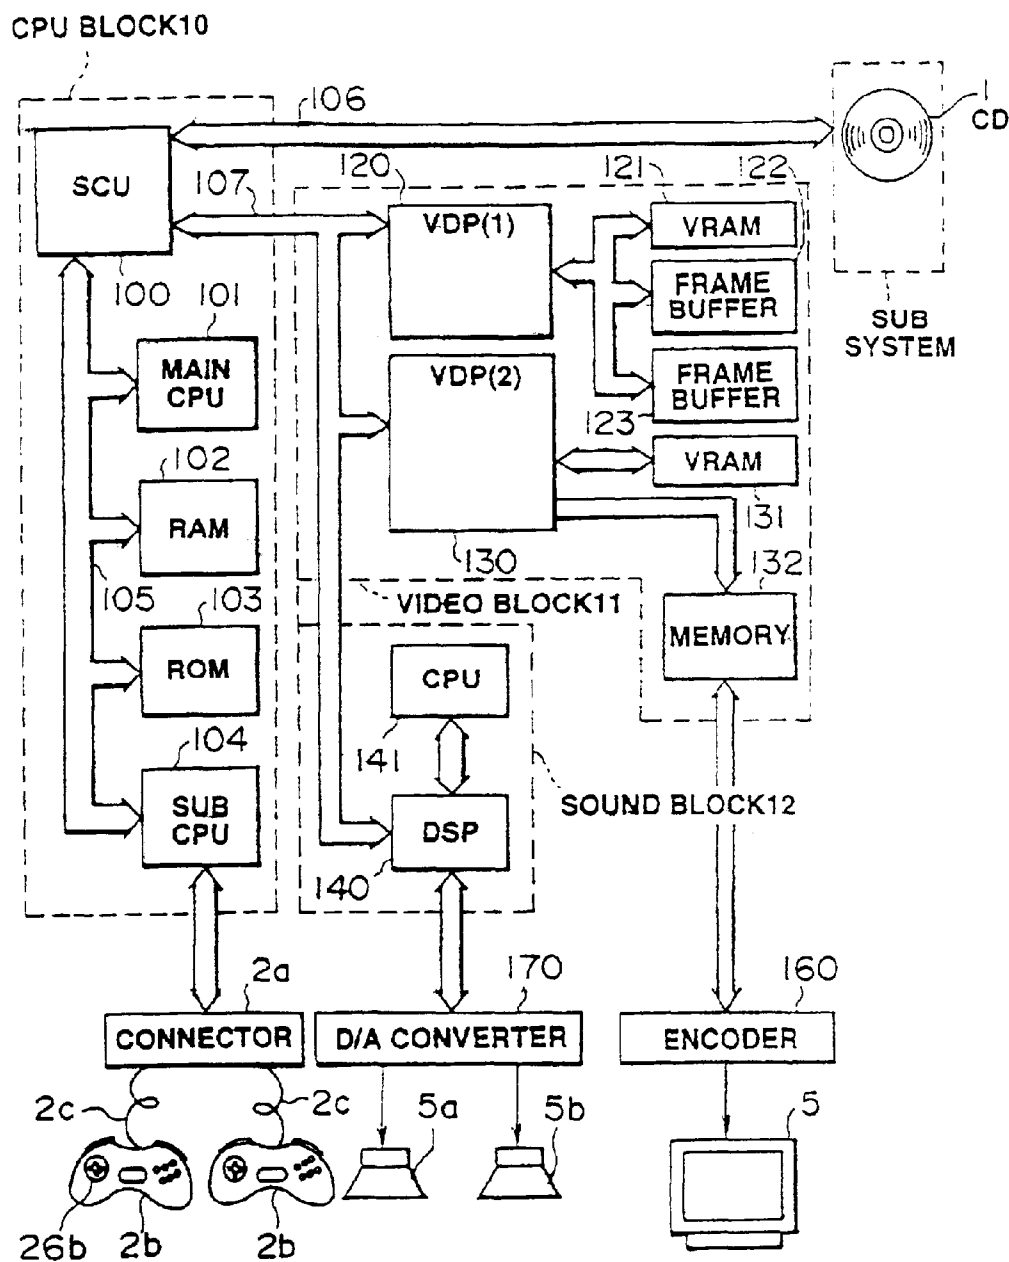 CPU BLOCK10
106
1
CD
SCU
107
120
121
122
VDP(1)
VRAM
FRAME
BUFFER
100
101
SUB
SYSTEM
MAIN
CPU
VDP(2)
FRAME
BUFFER
123
102
VRAM
131
RAM
130
132
105
103
VIDEO BLOCK11
MEMORY
ROM
CPU
141
104
SUB
CPU
DSP
SOUND BLOCK12
140
2a
170
160
CONNECTOR
D/A CONVERTER
ENCODER
2c
2c
5a
5b
5
26b
2b
2b